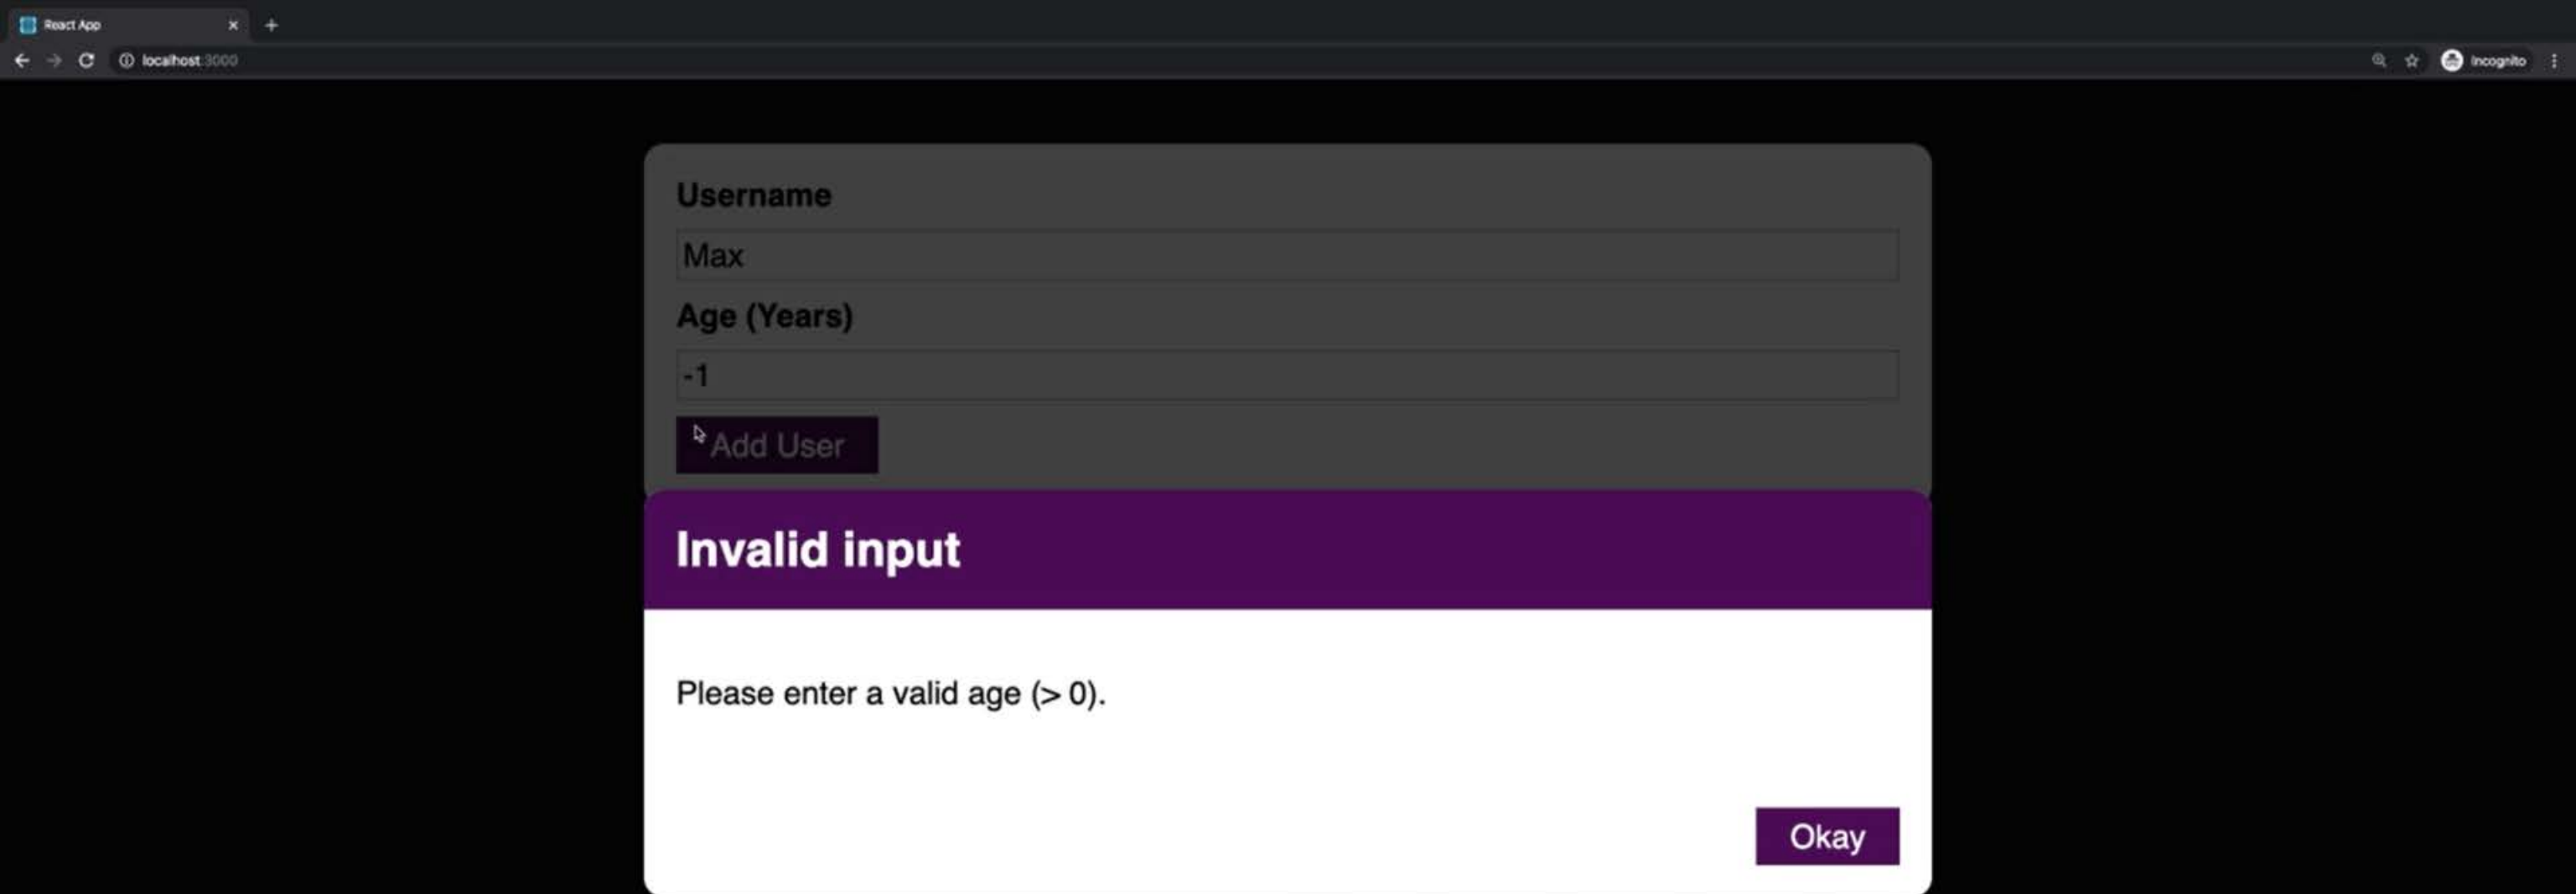 React App
localhost:3000
Incognito
Username
Max
Age (Years)
-1
Add User
Invalid input
Please enter a valid age (> 0).
Okay